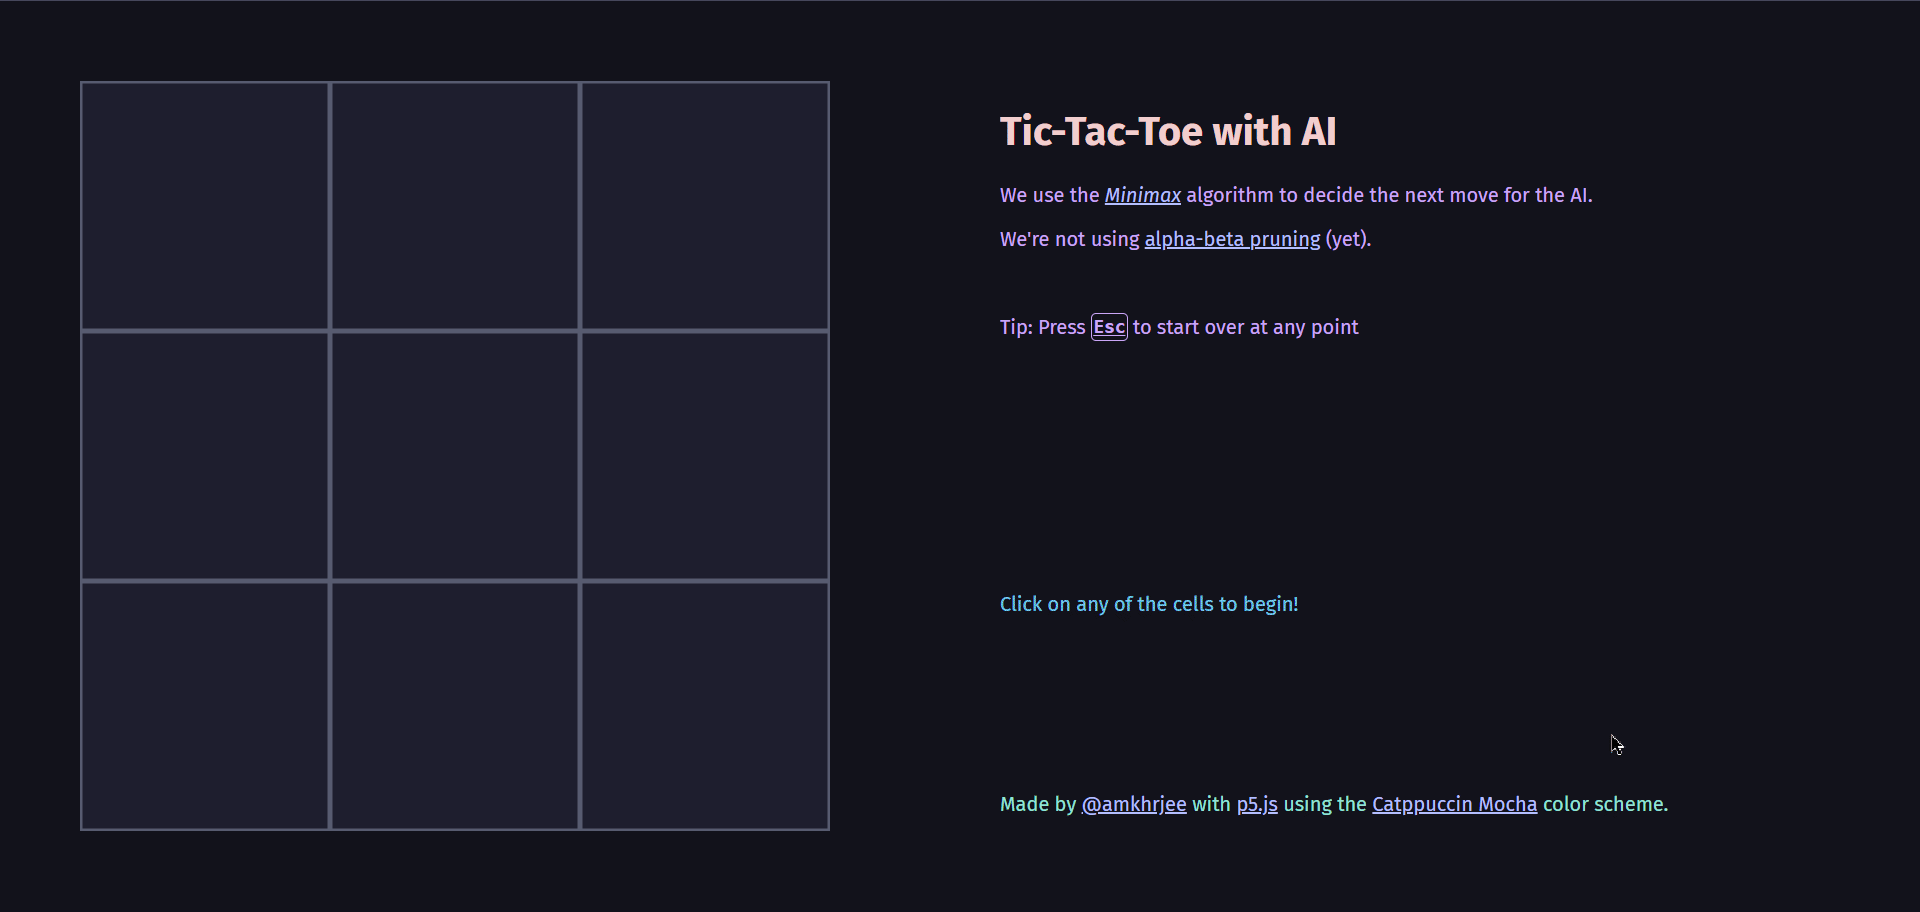 Tic-Tac-Toe with AI
We use the Minimax algorithm to decide the next move for the AI.
We're not using alpha-beta pruning (yet).
Tip: Press Esc to start over at any point
Click on any of the cells to begin!
Made by @amkhrjee with p5.js using the Catppuccin Mocha color scheme.